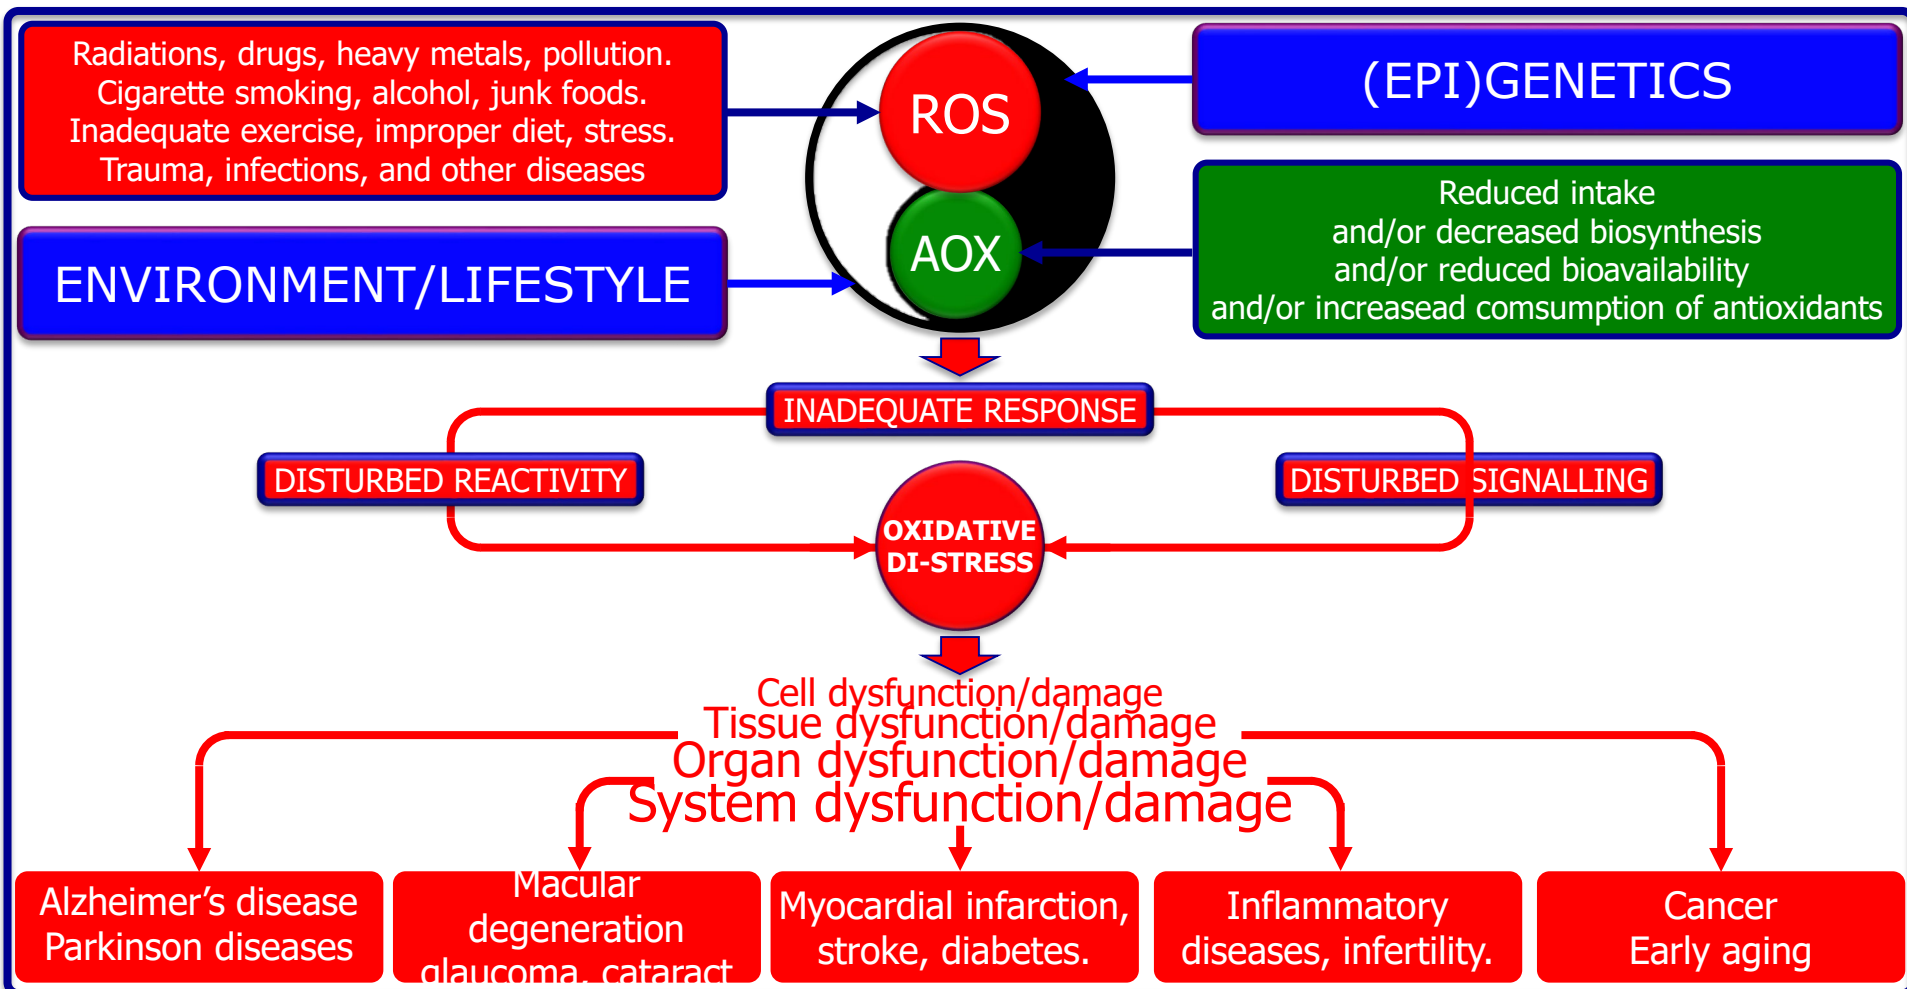 Radiations, drugs, heavy metals, pollution.
Cigarette smoking, alcohol, junk foods.
Inadequate exercise, improper diet, stress.
Trauma, infections, and other diseases
ENVIRONMENT/LIFESTYLE
ROS
AOX
(EPI)GENETICS
Reduced intake
and/or decreased biosynthesis
and/or reduced bioavailability
and/or increasead comsumption of antioxidants
INADEQUATE RESPONSE
DISTURBED REACTIVITY
DISTURBED SIGNALLING
OXIDATIVE
DI-STRESS
Cell dysfunction/damage
Tissue dysfunction/damage
Organ dysfunction/damage
System dysfunction/damage
Alzheimer’s disease
Parkinson diseases
Macular
degeneration
glaucoma, cataract
Myocardial infarction,
stroke, diabetes.
Inflammatory
diseases, infertility.
Cancer
Early aging